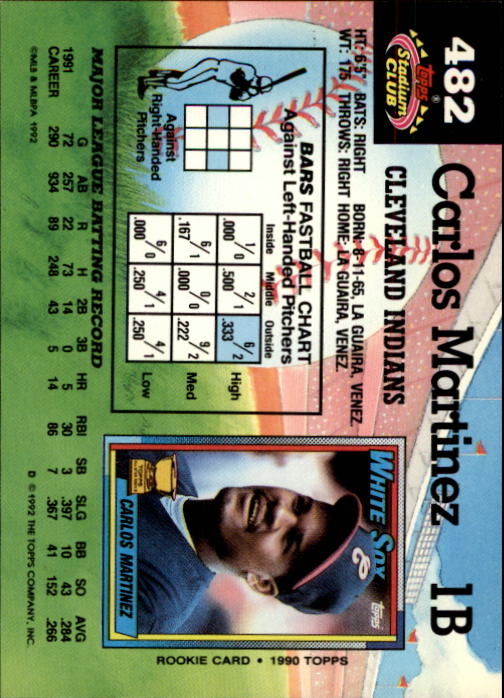 482
Topps
Stadium
CLUB®
Carlos Martinez 1B
CLEVELAND INDIANS
HT: 6'5" BATS: RIGHT BORN: 8-11-65, LA GUAIRA, VENEZ.
WT: 175 THROWS: RIGHT HOME: LA GUAIRA, VENEZ.
BARS FASTBALL CHART
Against Left-Handed Pitchers
Inside Middle Outside
1/0 .000 2/1 .500 6/2 .333 High
6/1 .167 0/0 .000 9/2 .222 Med
6/0 .000 4/1 .250 4/1 .250 Low
Against
Right-Handed
Pitchers
WHITE SOX
Topps
CARLOS MARTINEZ
ROOKIE CARD • 1990 TOPPS
MAJOR LEAGUE BATTING RECORD
G AB R H 2B 3B HR RBI SB SLG BB SO AVG
1991 72 257 22 73 14 0 5 30 3 .397 10 43 .284
CAREER 290 934 89 248 43 5 14 86 7 .367 41 152 .266
©MLB & MLBPA 1992
D ©1992 THE TOPPS COMPANY, INC.